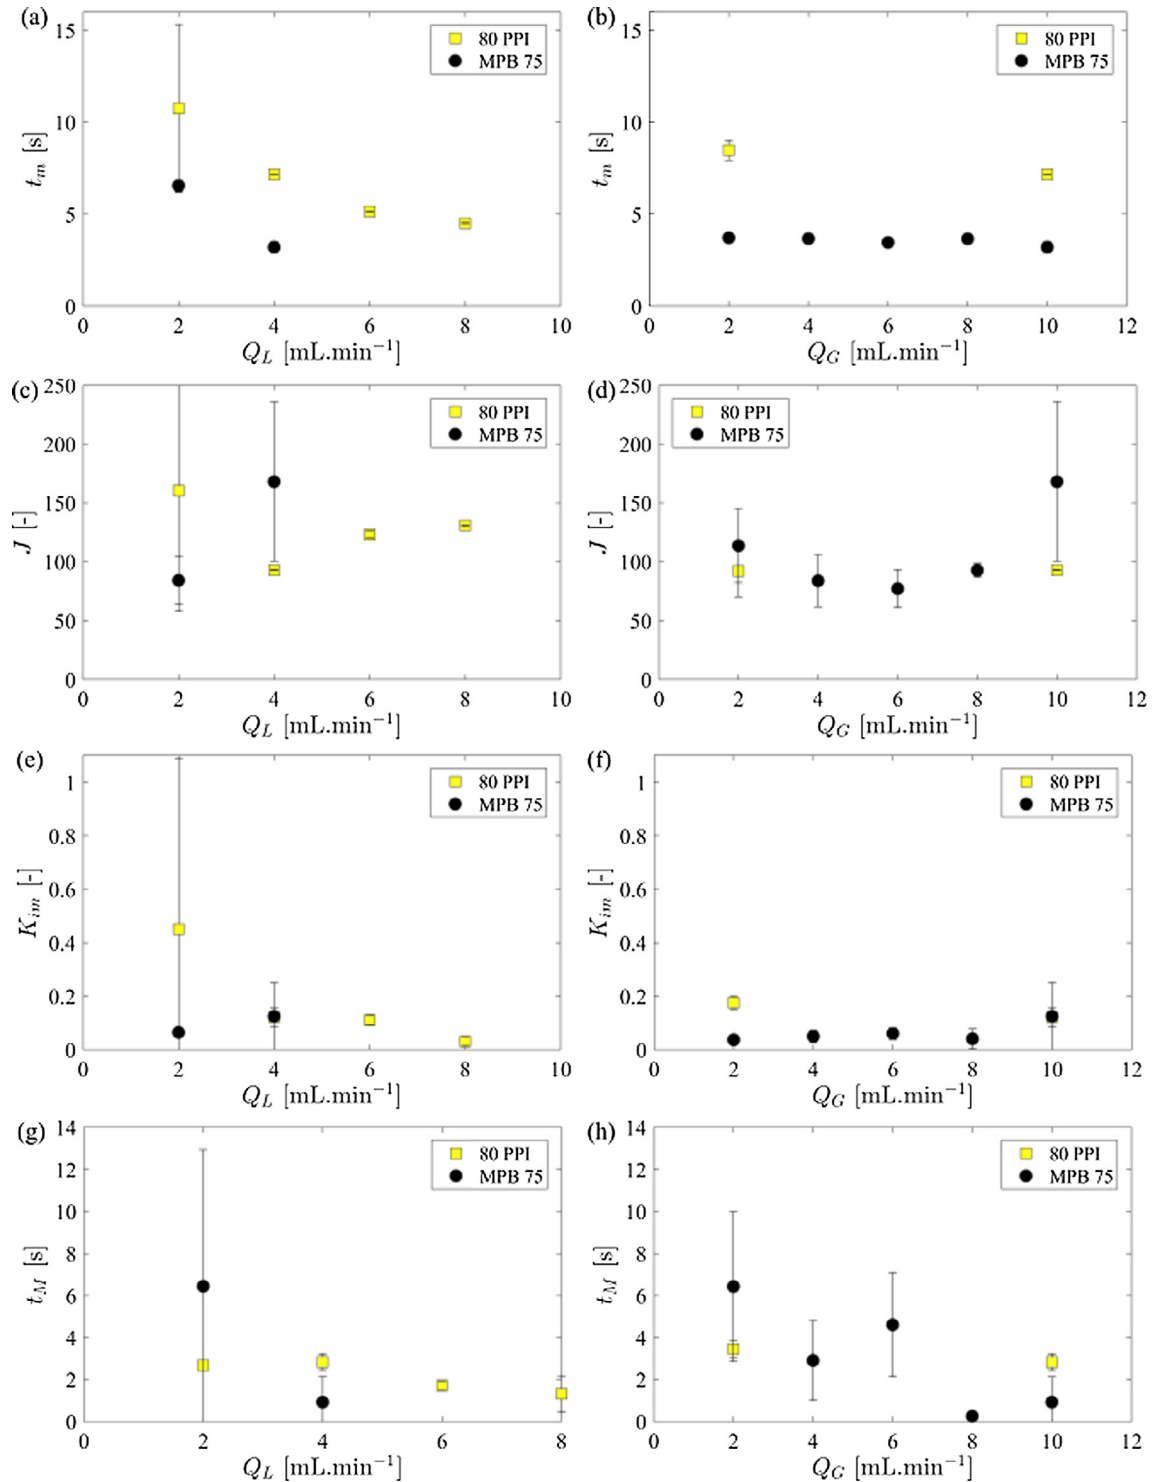 (a)
15
10
5
0
t_m [s]
80 PPI
MPB 75
0 2 4 6 8 10
Q_L [mL.min⁻¹]
(b)
15
10
5
0
t_m [s]
80 PPI
MPB 75
0 2 4 6 8 10 12
Q_G [mL.min⁻¹]
(c)
250
200
150
100
50
0
J [-]
80 PPI
MPB 75
0 2 4 6 8 10
Q_L [mL.min⁻¹]
(d)
250
200
150
100
50
0
J [-]
80 PPI
MPB 75
0 2 4 6 8 10 12
Q_G [mL.min⁻¹]
(e)
1
0.8
0.6
0.4
0.2
0
K_im [-]
80 PPI
MPB 75
0 2 4 6 8 10
Q_L [mL.min⁻¹]
(f)
1
0.8
0.6
0.4
0.2
0
K_im [-]
80 PPI
MPB 75
0 2 4 6 8 10 12
Q_G [mL.min⁻¹]
(g)
14
12
10
8
6
4
2
0
t_M [s]
80 PPI
MPB 75
0 2 4 6 8
Q_L [mL.min⁻¹]
(h)
14
12
10
8
6
4
2
0
t_M [s]
80 PPI
MPB 75
0 2 4 6 8 10 12
Q_G [mL.min⁻¹]